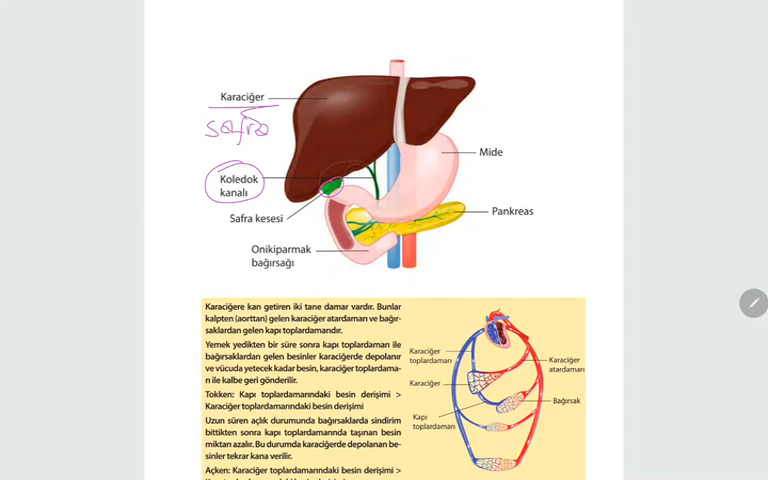 Karaciğer
safra
Mide
Koledok
kanalı
Safra kesesi
Pankreas
Onikiparmak
bağırsağı
Karaciğere kan getiren iki tane damar vardır. Bunlar
kalpten (aorttan) gelen karaciğer atardamarı ve bağır-
saklardan gelen kapı toplardamarıdır.
Yemek yedikten bir süre sonra kapı toplardamarı ile
bağırsaklardan gelen besinler karaciğerde depolanır
ve vücuda yetecek kadar besin, karaciğer toplardama-
rı ile kalbe geri gönderilir.
Tokken: Kapı toplardamarındaki besin derişimi >
Karaciğer toplardamarındaki besin derişimi
Uzun süren açlık durumunda bağırsaklarda sindirim
bittikten sonra kapı toplardamarında taşınan besin
miktarı azalır. Bu durumda karaciğerde depolanan be-
sinler tekrar kana verilir.
Açken: Karaciğer toplardamarındaki besin derişimi >
Karaciğer
toplardamarı
Karaciğer
atardamarı
Karaciğer
Bağırsak
Kapı
toplardamarı